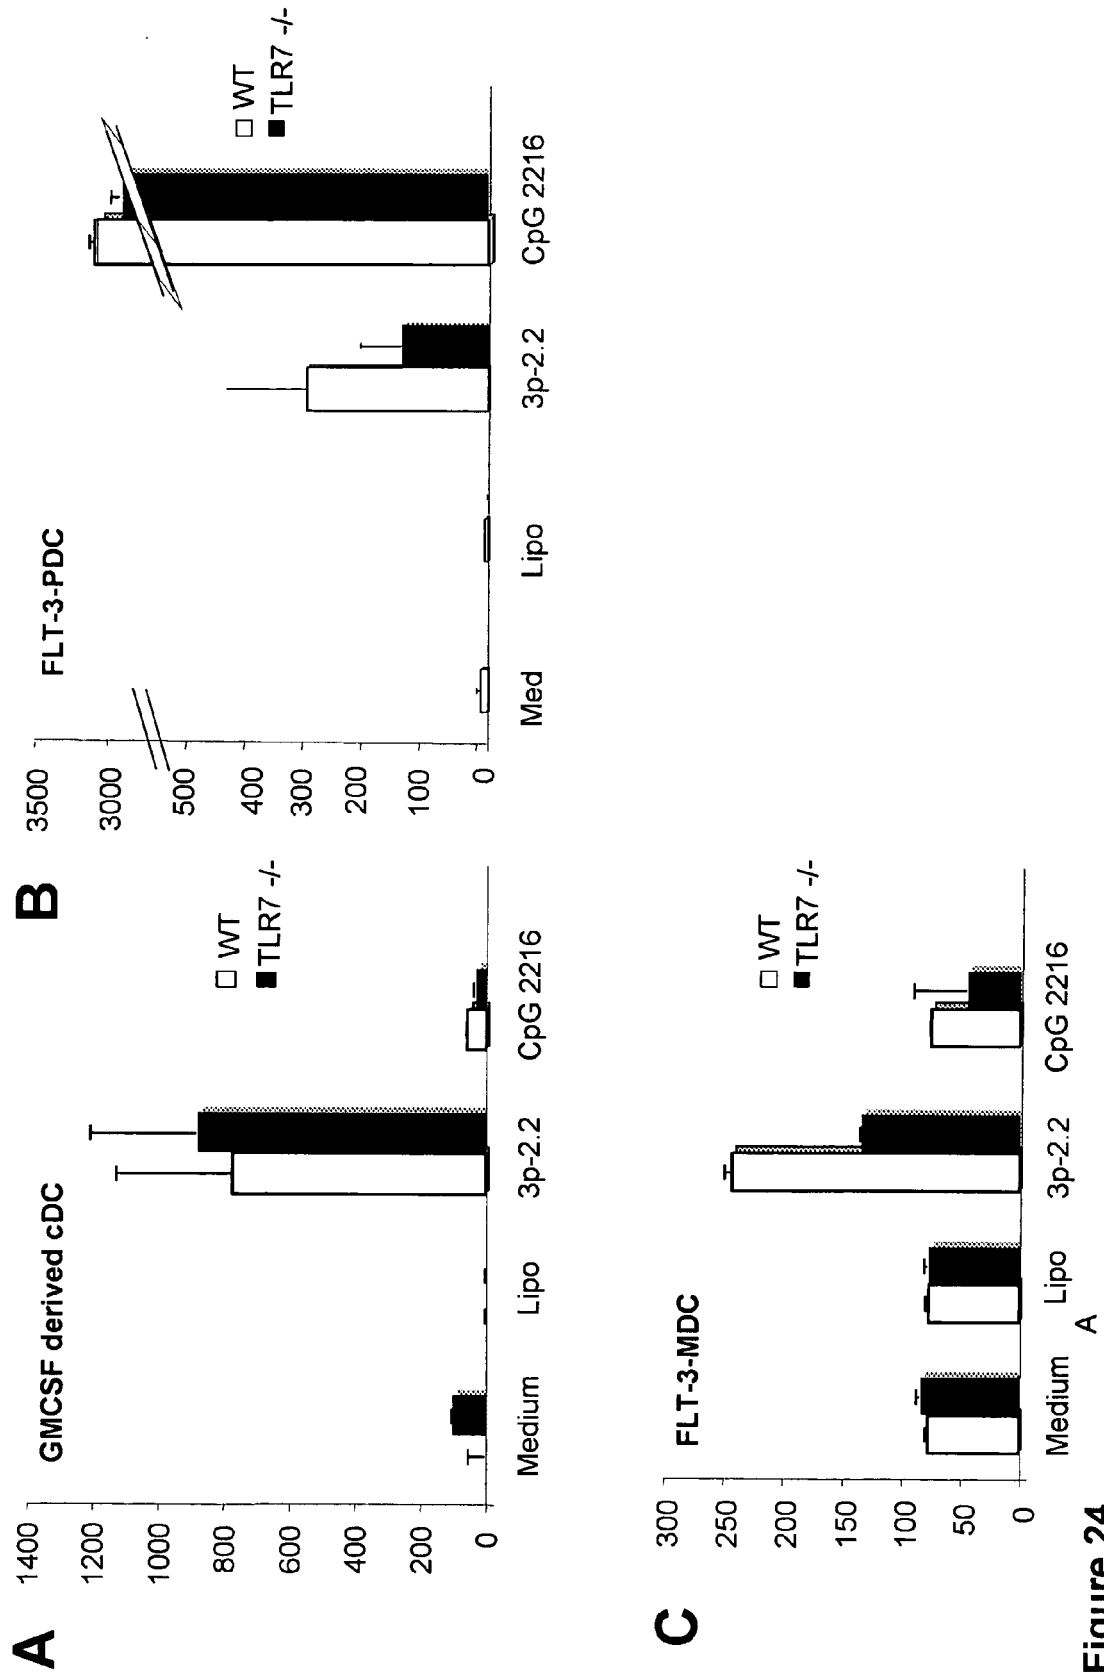 A
GMCSF derived cDC
1400
1200
1000
800
600
400
200
0
Medium
Lipo
3p-2.2
CpG 2216
WT
TLR7 -/-
B
FLT-3-PDC
3500
3000
500
400
300
200
100
0
Med
Lipo
3p-2.2
CpG 2216
WT
TLR7 -/-
C
FLT-3-MDC
300
250
200
150
100
50
0
Medium
Lipo
3p-2.2
CpG 2216
WT
TLR7 -/-
A
Figure 24